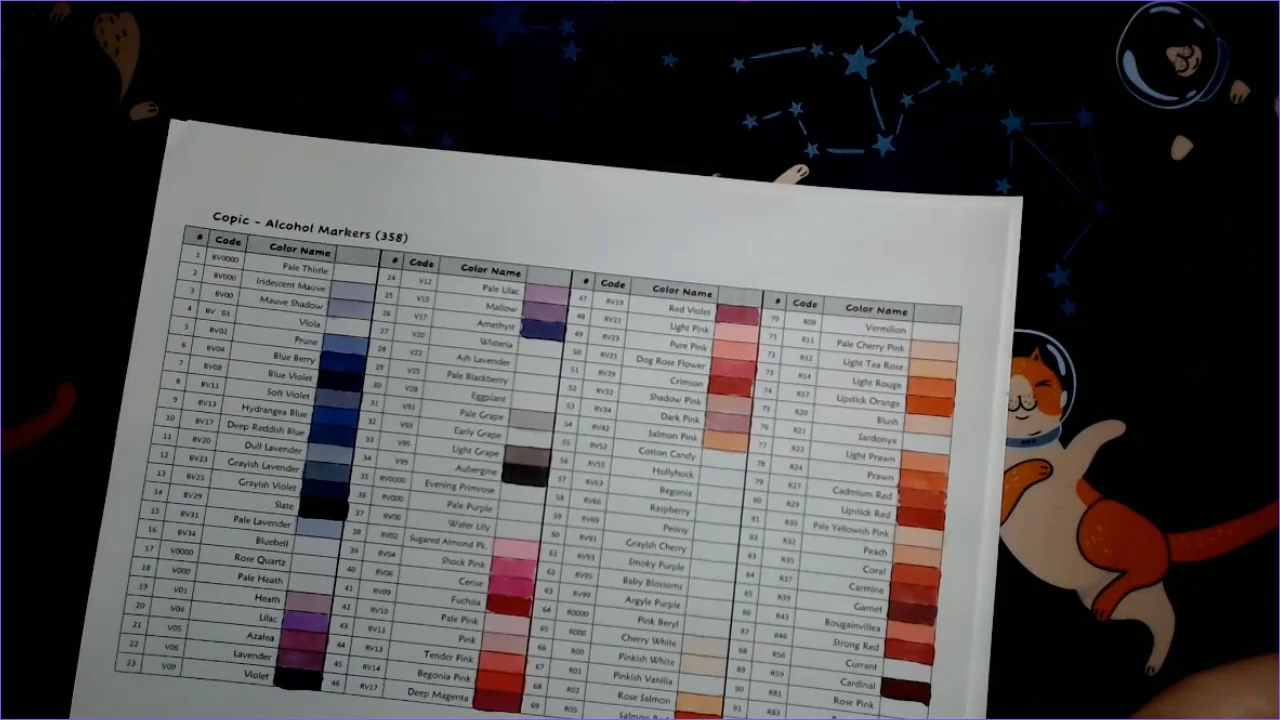 Copic - Alcohol Markers (358)
# Code Color Name
1 BV0000 Pale Thistle
2 BV000 Iridescent Mauve
3 BV00 Mauve Shadow
4 BV 01 Viola
5 BV02 Prune
6 BV04 Blue Berry
7 BV08 Blue Violet
8 BV11 Soft Violet
9 BV13 Hydrangea Blue
10 BV17 Deep Reddish Blue
11 BV20 Dull Lavender
12 BV23 Grayish Lavender
13 BV25 Grayish Violet
14 BV29 Slate
15 BV31 Pale Lavender
16 BV34 Bluebell
17 V0000 Rose Quartz
18 V000 Pale Heath
19 V01 Heath
20 V04 Lilac
21 V05 Azalea
22 V06 Lavender
23 V09 Violet
# Code Color Name
24 V12 Pale Lilac
25 V15 Mallow
26 V17 Amethyst
27 V20 Wisteria
28 V22 Ash Lavender
29 V25 Pale Blackberry
30 V28 Eggplant
31 V91 Pale Grape
32 V93 Early Grape
33 V95 Light Grape
34 V99 Aubergine
35 RV0000 Evening Primrose
36 RV000 Pale Purple
37 RV00 Water Lily
38 RV02 Sugared Almond Pk.
39 RV04 Shock Pink
40 RV06 Cerise
41 RV09 Fuchsia
42 RV10 Pale Pink
43 RV11 Pink
44 RV13 Tender Pink
45 RV14 Begonia Pink
46 RV17 Deep Magenta
# Code Color Name
47 RV19 Red Violet
48 RV21 Light Pink
49 RV23 Pure Pink
50 RV25 Dog Rose Flower
51 RV29 Crimson
52 RV32 Shadow Pink
53 RV34 Dark Pink
54 RV42 Salmon Pink
55 RV52 Cotton Candy
56 RV55 Hollyhock
57 RV63 Begonia
58 RV66 Raspberry
59 RV69 Peony
60 RV91 Grayish Cherry
61 RV93 Smoky Purple
62 RV95 Baby Blossoms
63 RV99 Argyle Purple
64 R0000 Pink Beryl
65 R000 Cherry White
66 R00 Pinkish White
67 R01 Pinkish Vanilla
68 R02 Rose Salmon
69 R05 Salmon Red
# Code Color Name
70 R08 Vermilion
71 R11 Pale Cherry Pink
72 R12 Light Tea Rose
73 R14 Light Rouge
74 R17 Lipstick Orange
75 R20 Blush
76 R21 Sardonyx
77 R22 Light Prawn
78 R24 Prawn
79 R27 Cadmium Red
80 R29 Lipstick Red
81 R30 Pale Yellowish Pink
82 R32 Peach
83 R35 Coral
84 R37 Carmine
85 R39 Garnet
86 R43 Bougainvillea
87 R46 Strong Red
88 R56 Currant
89 R59 Cardinal
90 R81 Rose Pink
91 R83